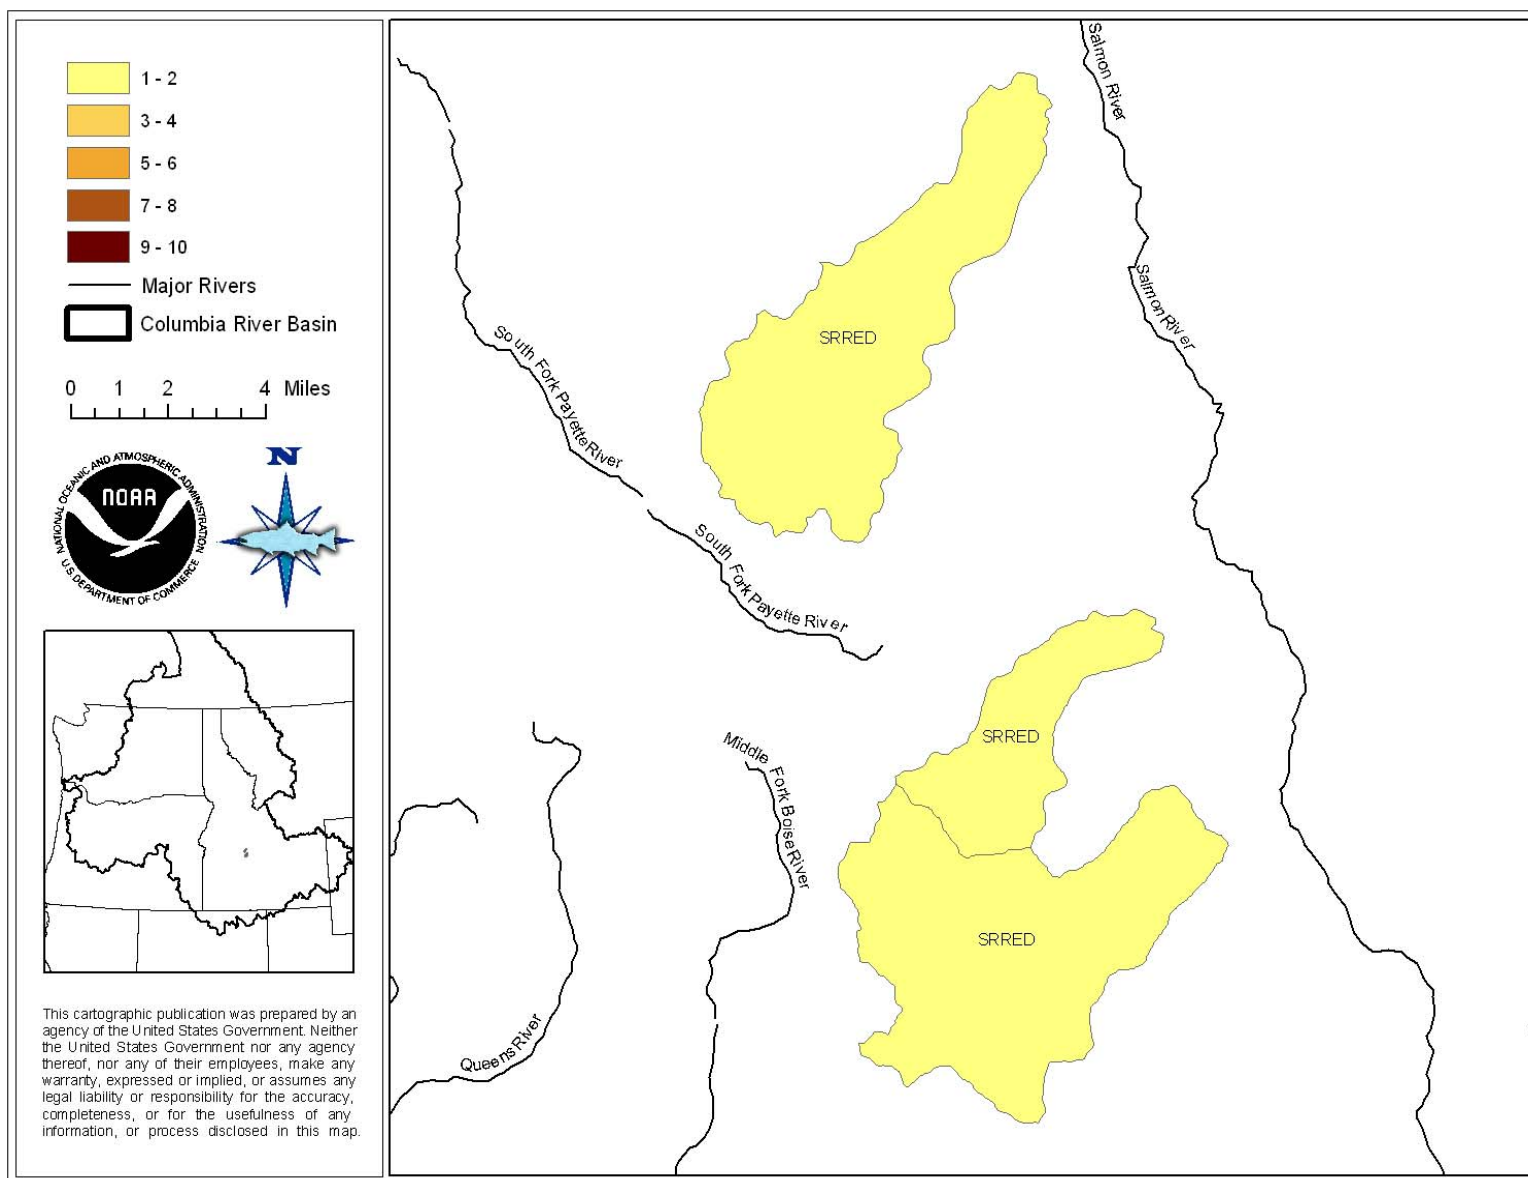 1 - 2
3 - 4
5 - 6
7 - 8
9 - 10
Major Rivers
Columbia River Basin
0 1 2 4 Miles
NATIONAL OCEANIC AND ATMOSPHERIC ADMINISTRATION
NOAA
U.S. DEPARTMENT OF COMMERCE
N
This cartographic publication was prepared by an
agency of the United States Government. Neither
the United States Government nor any agency
thereof, nor any of their employees, make any
warranty, expressed or implied, or assumes any
legal liability or responsibility for the accuracy,
completeness, or for the usefulness of any
information, or process disclosed in this map.
Salmon River
Salmon River
South Fork Payette River
SRRED
South Fork Payette River
SRRED
Middle Fork Boise River
SRRED
Queens River